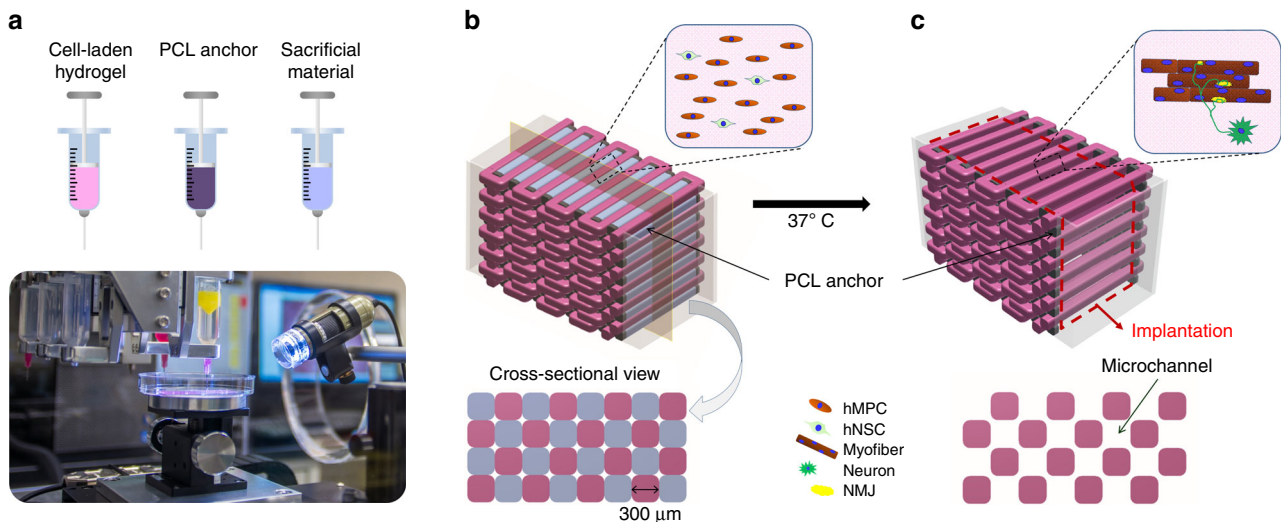 a
Cell-laden
hydrogel
PCL anchor
Sacrificial
material
b
37° C
PCL anchor
Cross-sectional view
300 μm
hMPC
hNSC
Myofiber
Neuron
NMJ
c
Implantation
Microchannel